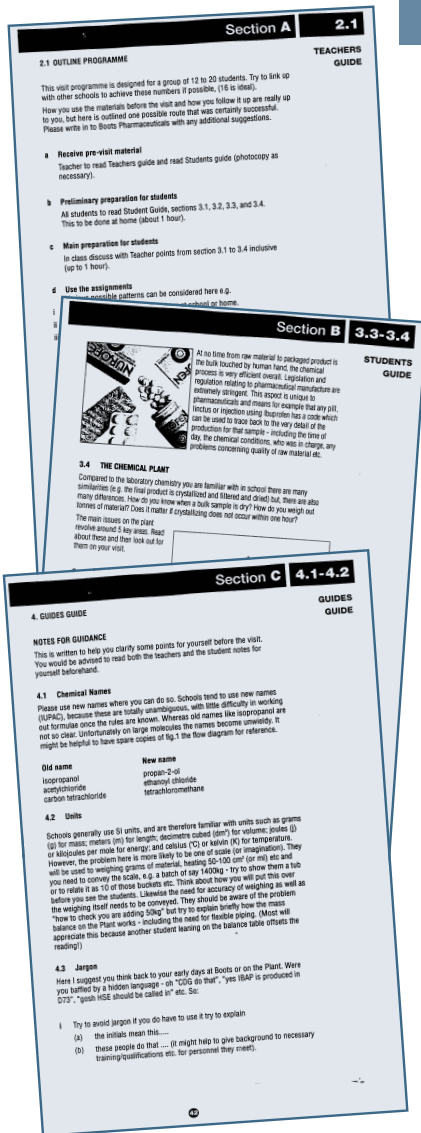 Section A 2.1
TEACHERS
GUIDE
2.1 OUTLINE PROGRAMME
This visit programme is designed for a group of 12 to 20 students. Try to link up
with other schools to achieve these numbers if possible, (16 is ideal).
How you use the materials before the visit and how you follow it up are really up
to you, but here is outlined one possible route that was certainly successful.
Please write in to Boots Pharmaceuticals with any additional suggestions.
a Receive pre-visit material
Teacher to read Teachers guide and read Students guide (photocopy as
necessary).
b Preliminary preparation for students
All students to read Student Guide, sections 3.1, 3.2, 3.3, and 3.4.
This to be done at home (about 1 hour).
c Main preparation for students
In class discuss with Teacher points from section 3.1 to 3.4 inclusive
(up to 1 hour).
d Use the assignments
possible patterns can be considered here e.g.
school or home.
i
ii
Section B 3.3-3.4
STUDENTS
GUIDE
NUROFEN
At no time from raw material to packaged product is
the bulk touched by human hand, the chemical
process is very efficient overall. Legislation and
regulation relating to pharmaceutical manufacture are
extremely stringent. This aspect is unique to
pharmaceuticals and means for example that any pill,
linctus or injection using Ibuprofen has a code which
can be used to trace back to the very detail of the
production for that sample - including the time of
day, the chemical conditions, who was in charge, any
problems concerning quality of raw material etc.
3.4 THE CHEMICAL PLANT
Compared to the laboratory chemistry you are familiar with in school there are many
similarities (e.g. the final product is crystallized and filtered and dried) but, there are also
many differences. How do you know when a bulk sample is dry? How do you weigh out
tonnes of material? Does it matter if crystallizing does not occur within one hour?
The main issues on the plant
revolve around 5 key areas. Read
about these and then look out for
them on your visit.
Section C 4.1-4.2
GUIDES
GUIDE
4. GUIDES GUIDE
NOTES FOR GUIDANCE
This is written to help you clarify some points for yourself before the visit.
You would be advised to read both the teachers and the student notes for
yourself beforehand.
4.1 Chemical Names
Please use new names where you can do so. Schools tend to use new names
(IUPAC), because these are totally unambiguous, with little difficulty in working
out formulae once the rules are known. Whereas old names like isopropanol are
not so clear. Unfortunately on large molecules the names become unwieldy. It
might be helpful to have spare copies of fig.1 the flow diagram for reference.
Old name New name
isopropanol propan-2-ol
acetylchloride ethanoyl chloride
carbon tetrachloride tetrachloromethane
4.2 Units
Schools generally use SI units, and are therefore familiar with units such as grams
(g) for mass; meters (m) for length; decimetre cubed (dm³) for volume; joules (j)
or kilojoules per mole for energy; and celsius (°C) or kelvin (K) for temperature.
However, the problem here is more likely to be one of scale (or imagination). They
will be used to weighing grams of material, heating 50-100 cm³ (or ml) etc and
you need to convey the scale, e.g. a batch of say 1400kg - try to show them a tub
or to relate it as 10 of those buckets etc. Think about how you will put this over
before you see the students. Likewise the need for accuracy of weighing as well as
the weighing itself needs to be conveyed. They should be aware of the problem
"how to check you are adding 50kg" but try to explain briefly how the mass
balance on the Plant works - including the need for flexible piping. (Most will
appreciate this because another student leaning on the balance table offsets the
reading!)
4.3 Jargon
Here I suggest you think back to your early days at Boots or on the Plant. Were
you baffled by a hidden language - oh "CDG do that", "yes IBAP is produced in
D73", "gosh HSE should be called in" etc. So:
i Try to avoid jargon if you do have to use it try to explain
(a) the initials mean this.....
(b) these people do that .... (it might help to give background to necessary
training/qualifications etc. for personnel they meet).
42